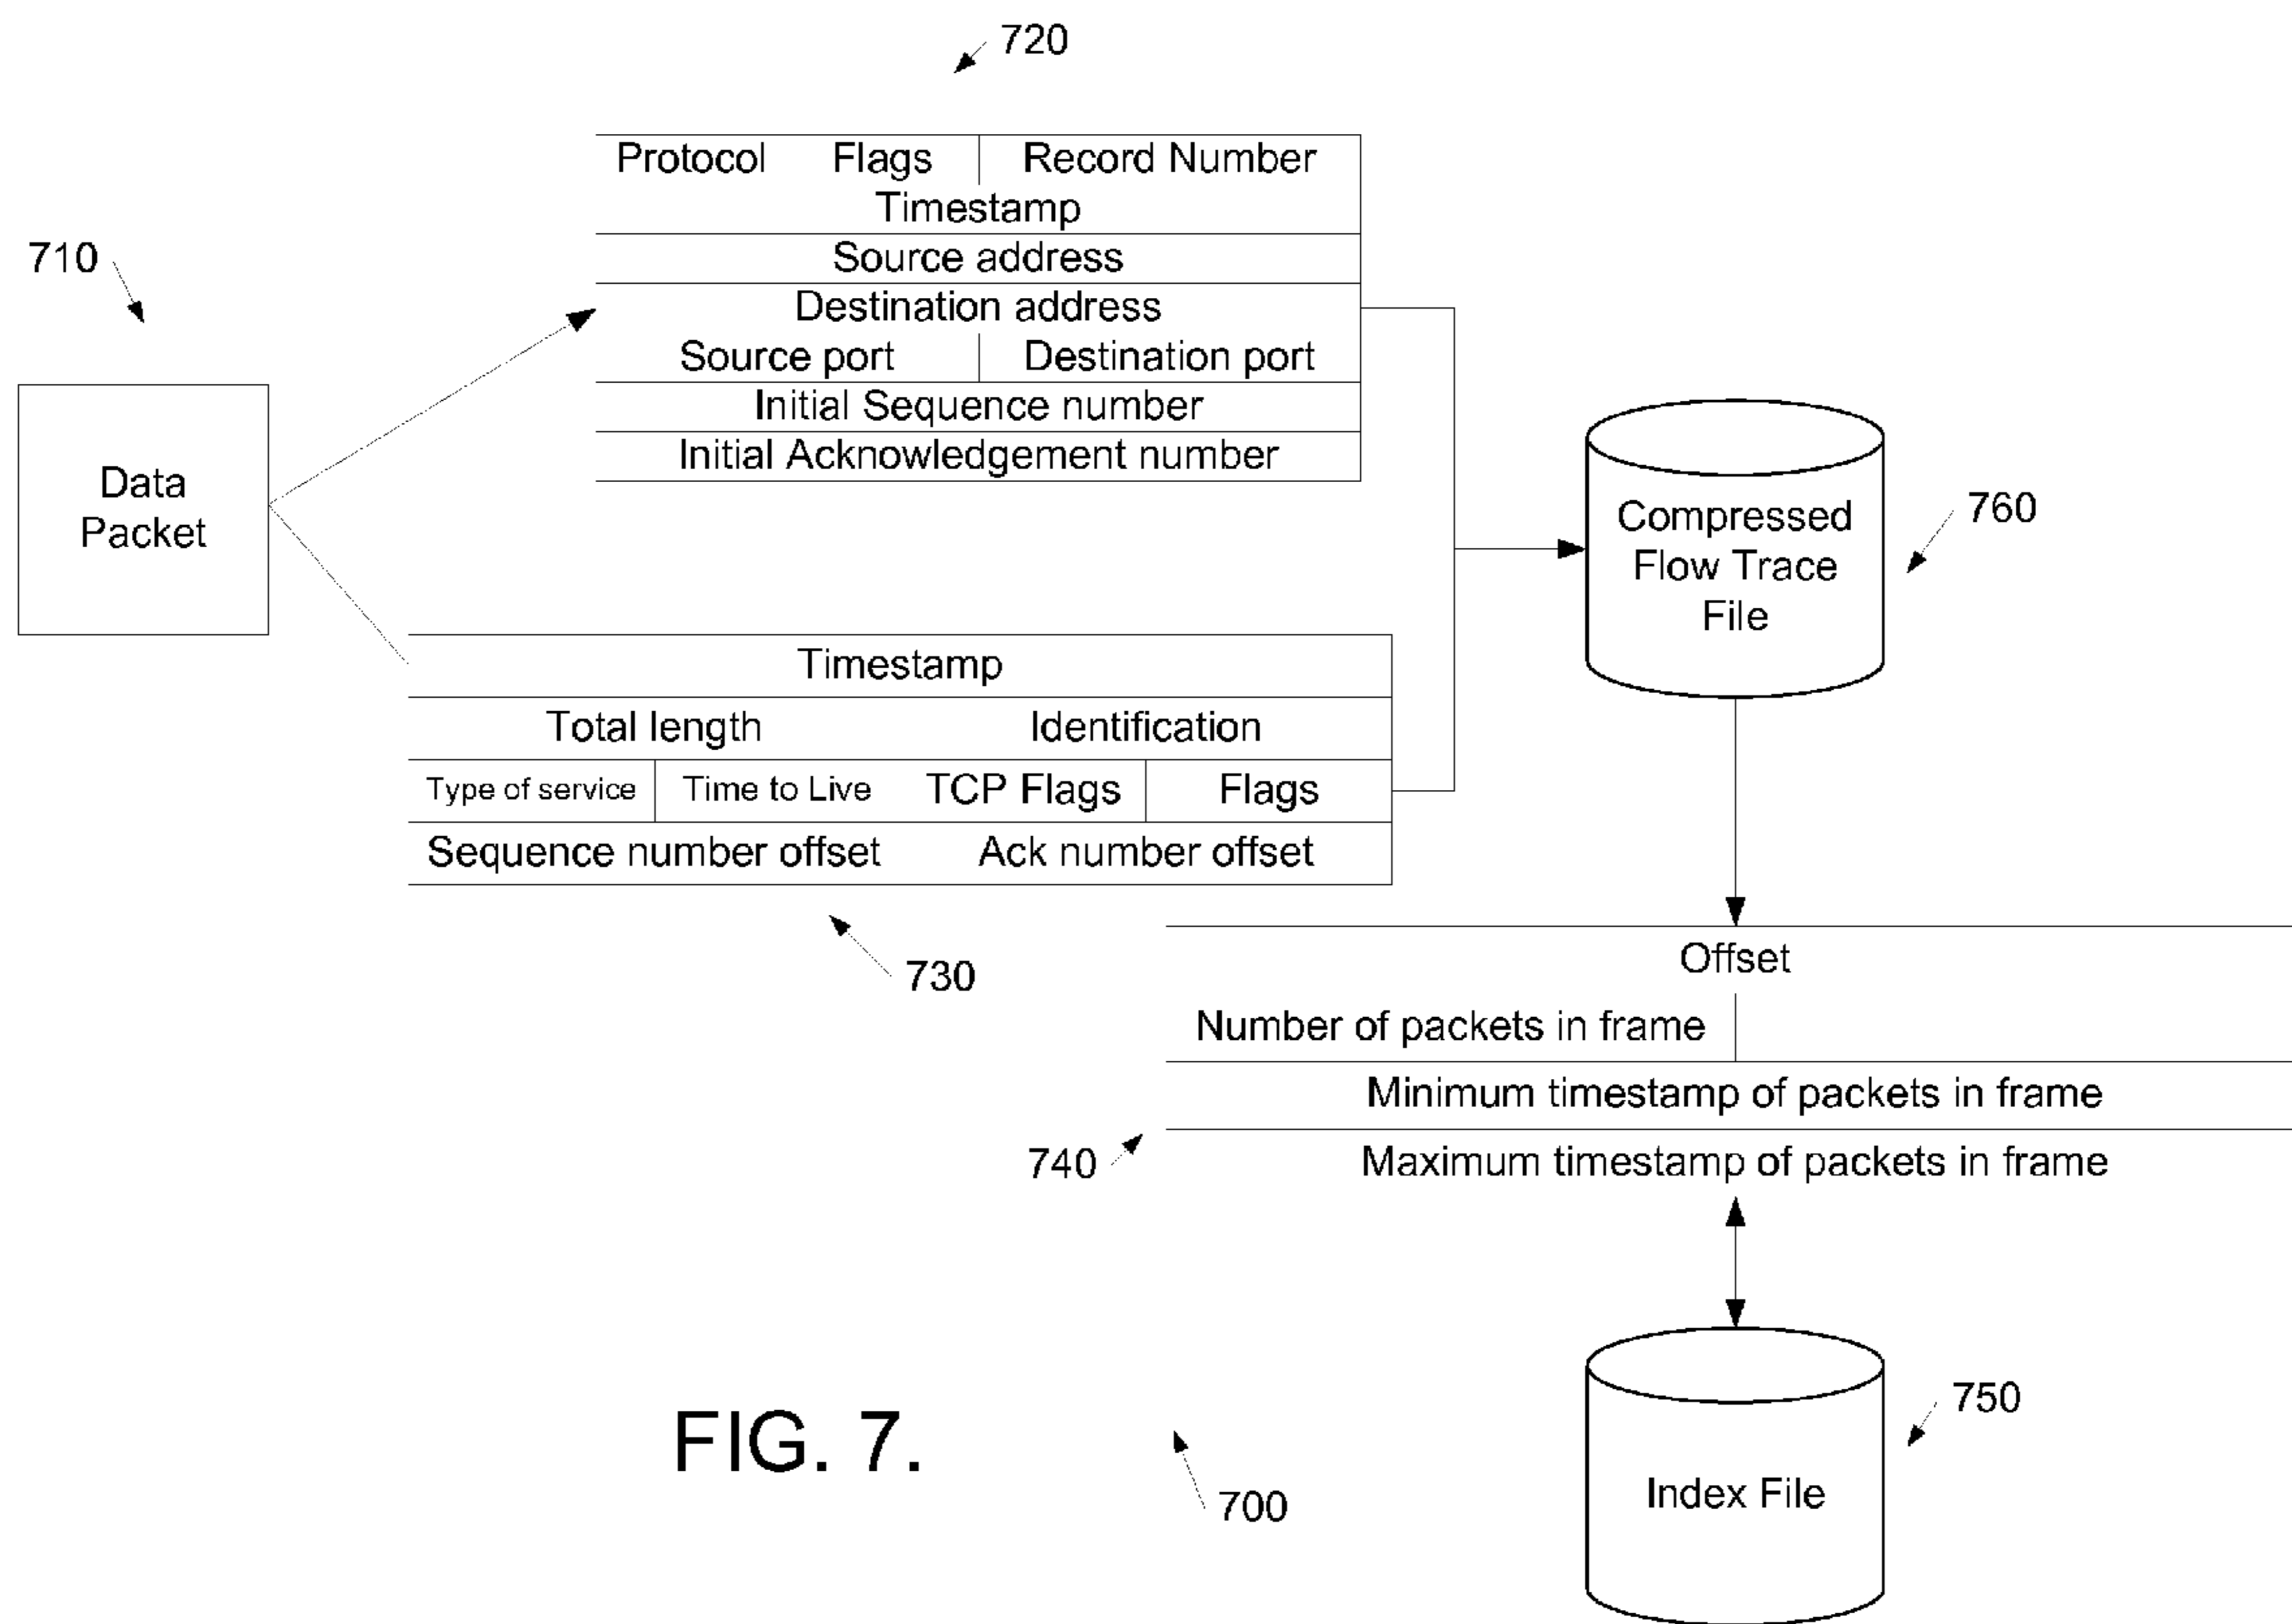 720
Protocol Flags Record Number
Timestamp
710
Source address
Destination address
Source port Destination port
Initial Sequence number
Initial Acknowledgement number
Data
Packet
Compressed
Flow Trace
File
760
Timestamp
Total length Identification
Type of service Time to Live TCP Flags Flags
Sequence number offset Ack number offset
730
Offset
Number of packets in frame
Minimum timestamp of packets in frame
740
Maximum timestamp of packets in frame
750
FIG. 7.
700
Index File